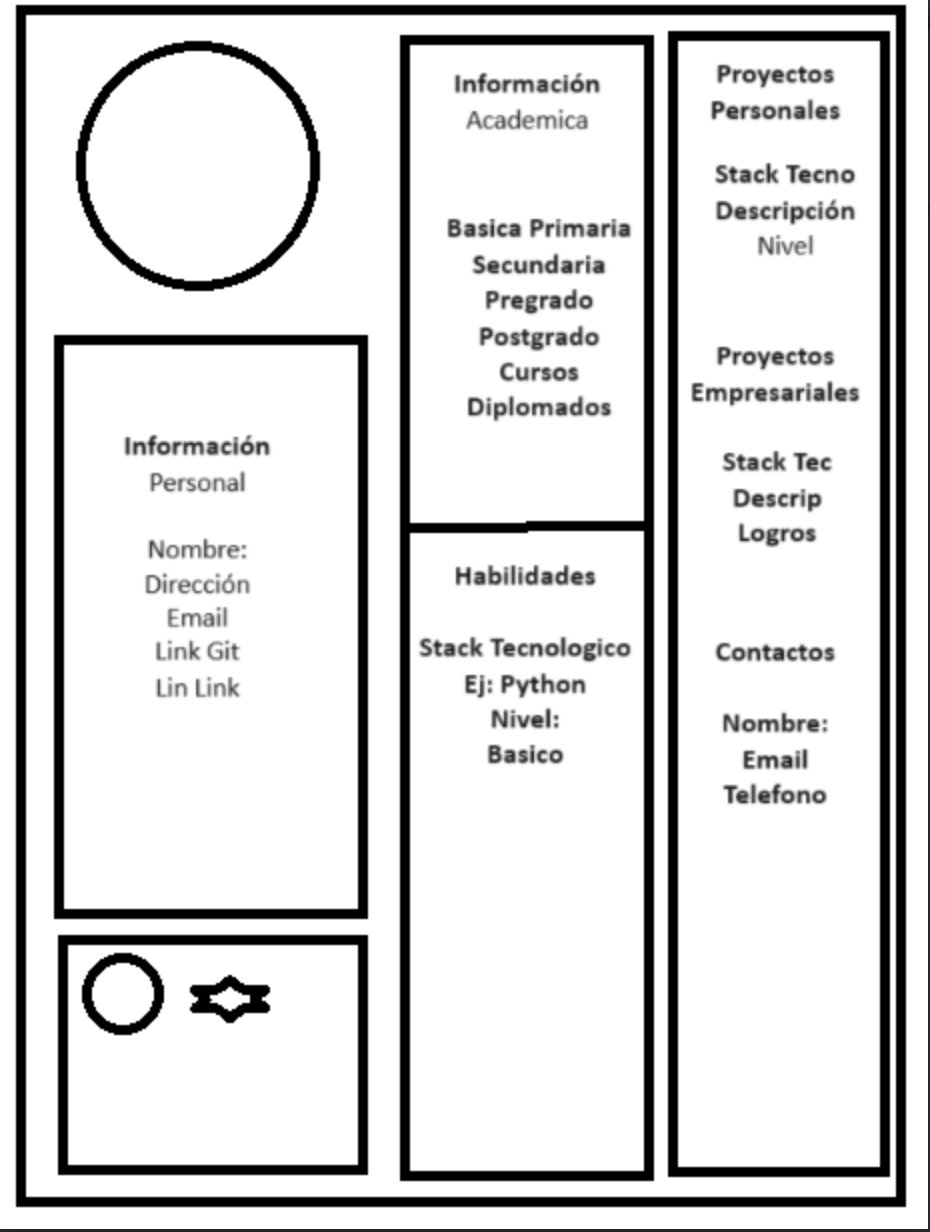 Información
Personal
Nombre:
Dirección
Email
Link Git
Lin Link
Información
Academica
Basica Primaria
Secundaria
Pregrado
Postgrado
Cursos
Diplomados
Habilidades
Stack Tecnologico
Ej: Python
Nivel:
Basico
Proyectos
Personales
Stack Tecno
Descripción
Nivel
Proyectos
Empresariales
Stack Tec
Descrip
Logros
Contactos
Nombre:
Email
Telefono